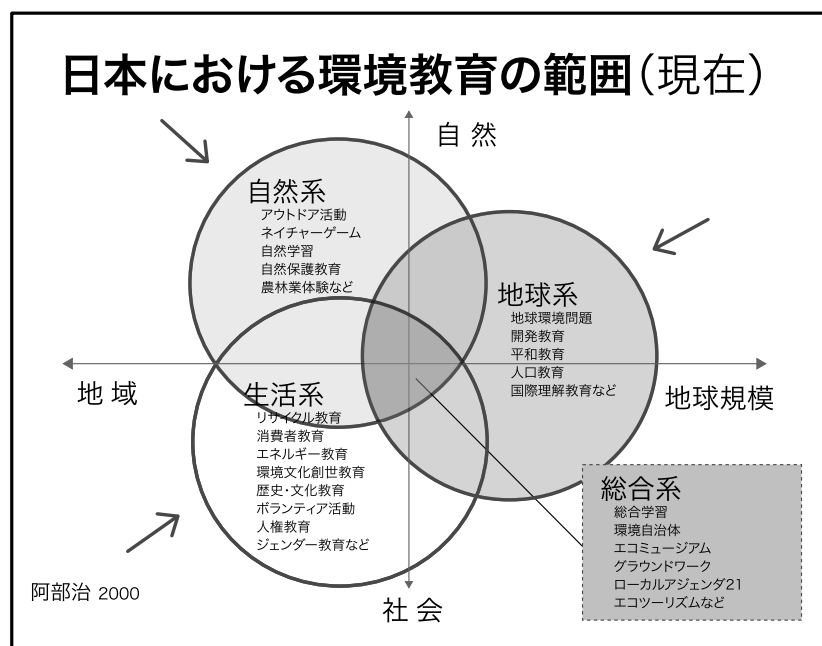 日本における環境教育の範囲（現在）
自 然
自然系
アウトドア活動
ネイチャーゲーム
自然学習
自然保護教育
農林業体験など
地球系
地球環境問題
開発教育
平和教育
人口教育
国際理解教育など
地 域
地球規模
生活系
リサイクル教育
消費者教育
エネルギー教育
環境文化創世教育
歴史・文化教育
ボランティア活動
人権教育
ジェンダー教育など
総合系
総合学習
環境自治体
エコミュージアム
グラウンドワーク
ローカルアジェンダ21
エコツーリズムなど
阿部治 2000
社 会